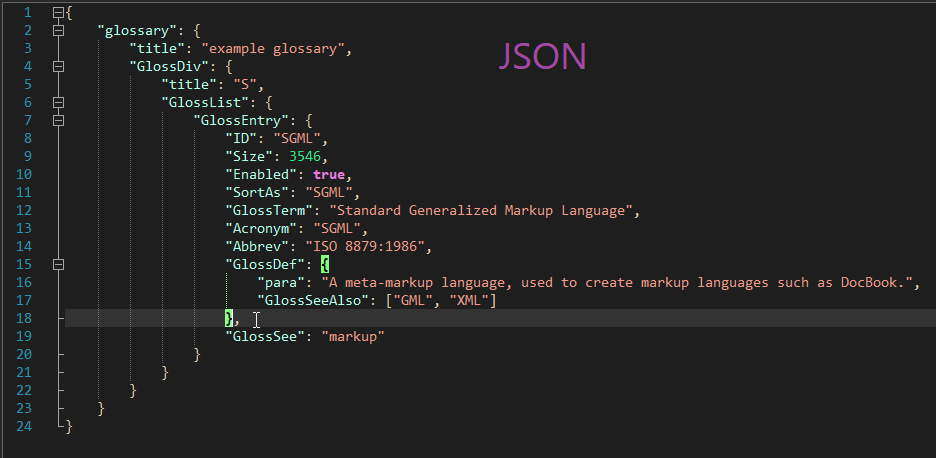 1 {
2 "glossary": {
3 "title": "example glossary",
JSON
4 "GlossDiv": {
5 "title": "S",
6 "GlossList": {
7 "GlossEntry": {
8 "ID": "SGML",
9 "Size": 3546,
10 "Enabled": true,
11 "SortAs": "SGML",
12 "GlossTerm": "Standard Generalized Markup Language",
13 "Acronym": "SGML",
14 "Abbrev": "ISO 8879:1986",
15 "GlossDef": {
16 "para": "A meta-markup language, used to create markup languages such as DocBook.",
17 "GlossSeeAlso": ["GML", "XML"]
18 },
19 "GlossSee": "markup"
20 }
21 }
22 }
23 }
24 }